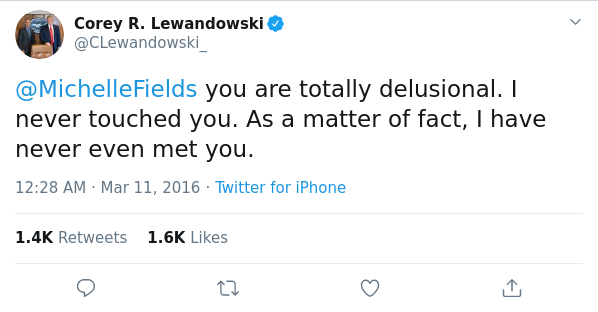 Corey R. Lewandowski
@CLewandowski_
@MichelleFields you are totally delusional. I
never touched you. As a matter of fact, I have
never even met you.
12:28 AM · Mar 11, 2016 · Twitter for iPhone
1.4K Retweets 1.6K Likes